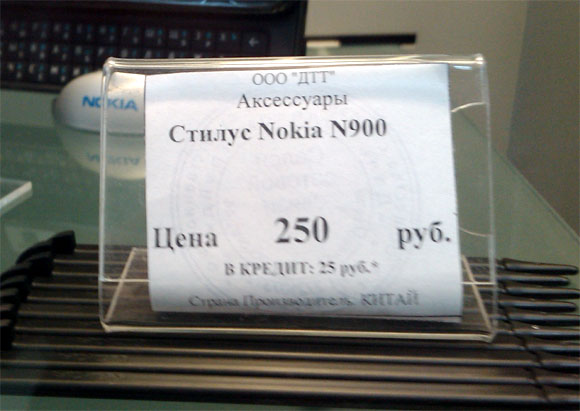 NOKIA
ООО "ДТТ"
Аксессуары
Стилус Nokia N900
Цена 250 руб.
В КРЕДИТ: 25 руб.*
Страна Производитель. КИТАЙ